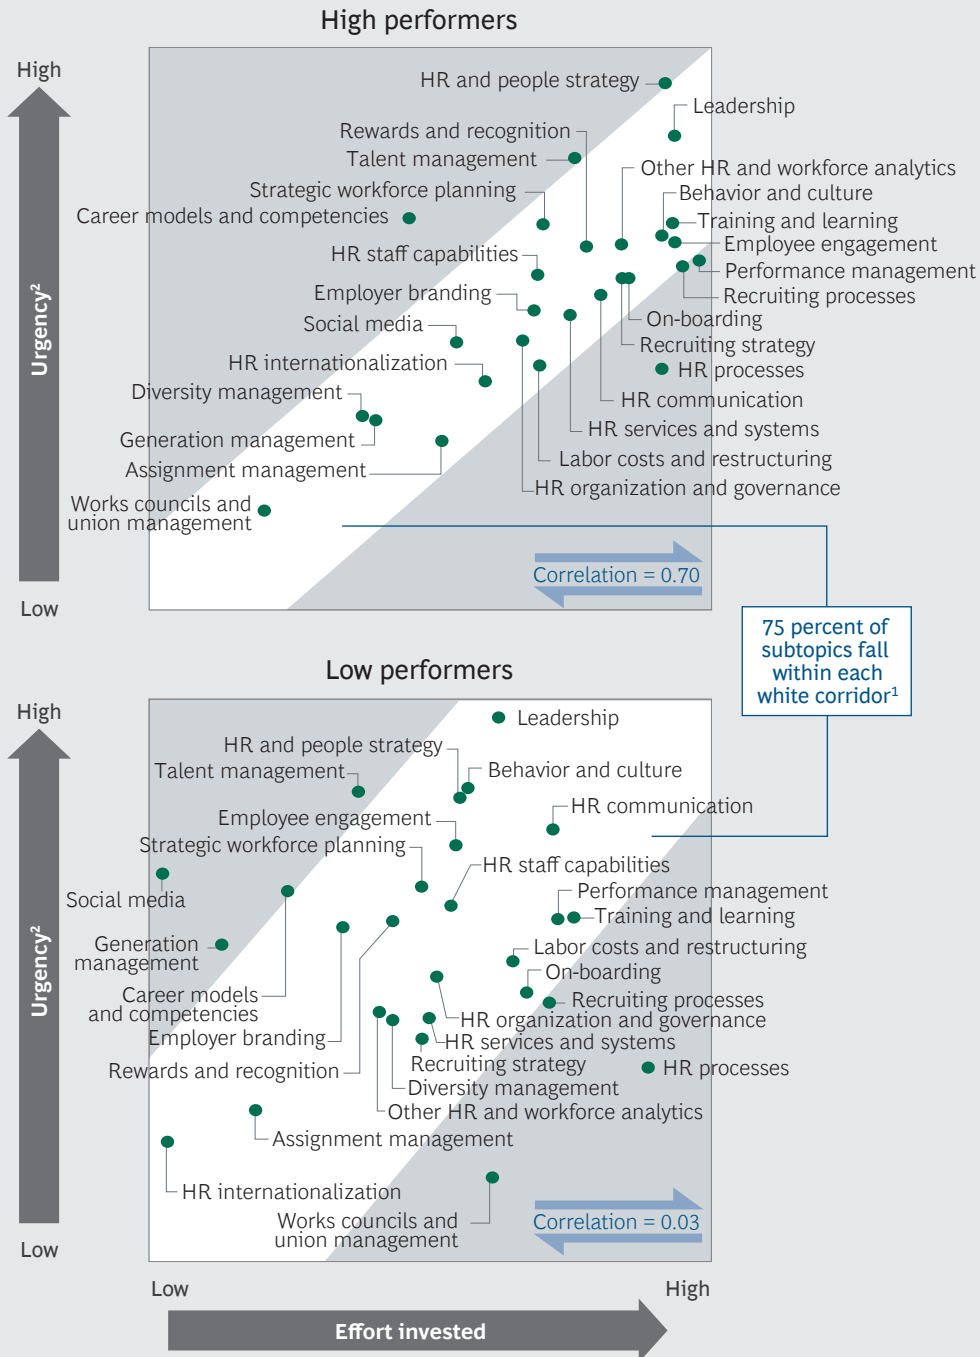 High performers
High
HR and people strategy
Leadership
Rewards and recognition
Talent management
Other HR and workforce analytics
Strategic workforce planning
Behavior and culture
Career models and competencies
Training and learning
Employee engagement
HR staff capabilities
Performance management
Employer branding
Recruiting processes
Social media
On-boarding
Recruiting strategy
HR internationalization
HR processes
Diversity management
HR communication
Generation management
HR services and systems
Assignment management
Labor costs and restructuring
HR organization and governance
Works councils and
union management
Urgency²
Correlation = 0.70
Low
75 percent of
subtopics fall
within each
white corridor¹
Low performers
High
Leadership
HR and people strategy
Talent management
Behavior and culture
HR communication
Employee engagement
Strategic workforce planning
HR staff capabilities
Social media
Performance management
Training and learning
Generation
management
Labor costs and restructuring
On-boarding
Career models
and competencies
Recruiting processes
HR organization and governance
Employer branding
HR services and systems
Recruiting strategy
Rewards and recognition
HR processes
Diversity management
Other HR and workforce analytics
Assignment management
HR internationalization
Works councils and
union management
Urgency²
Correlation = 0.03
Low
Low
High
Effort invested